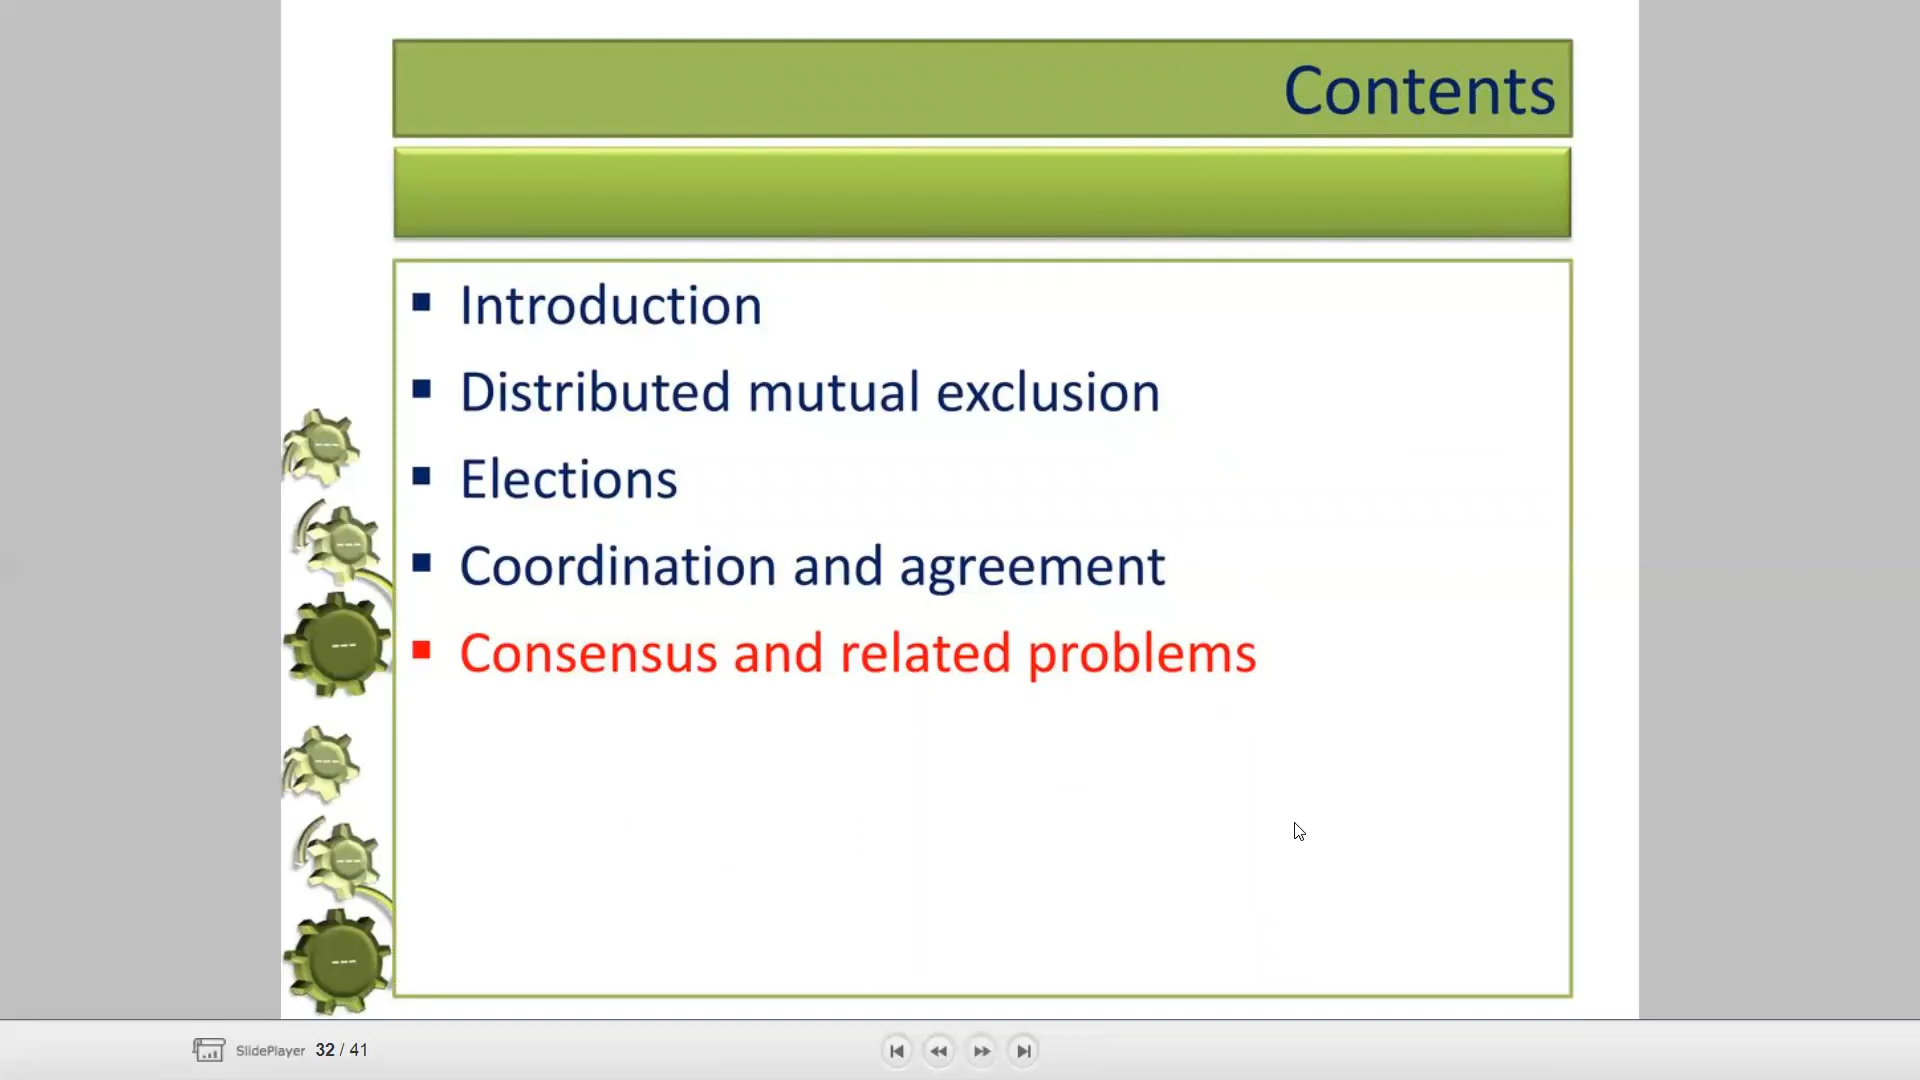 Contents
▪ Introduction
▪ Distributed mutual exclusion
▪ Elections
▪ Coordination and agreement
▪ Consensus and related problems
---
---
---
---
---
---
SlidePlayer 32 / 41